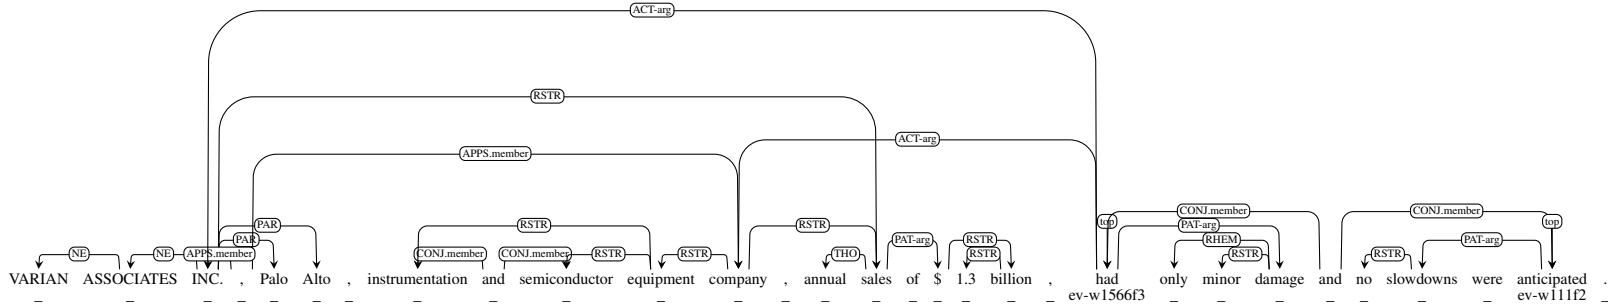 ACT-arg
RSTR
ACT-arg
APPS.member
CONJ.member CONJ.member
PAR RSTR RSTR top PAT-arg top
PAR RHEM PAT-arg
NE NE APPS.member CONJ.member CONJ.member RSTR RSTR THO PAT-arg RSTR RSTR RSTR RSTR
VARIAN ASSOCIATES INC. , Palo Alto , instrumentation and semiconductor equipment company , annual sales of $ 1.3 billion , had only minor damage and no slowdowns were anticipated .
_ _ _ _ _ _ _ _ _ _ _ _ _ _ _ _ _ _ _ _ ev-w1566f3 _ _ _ _ _ _ _ ev-w111f2 _